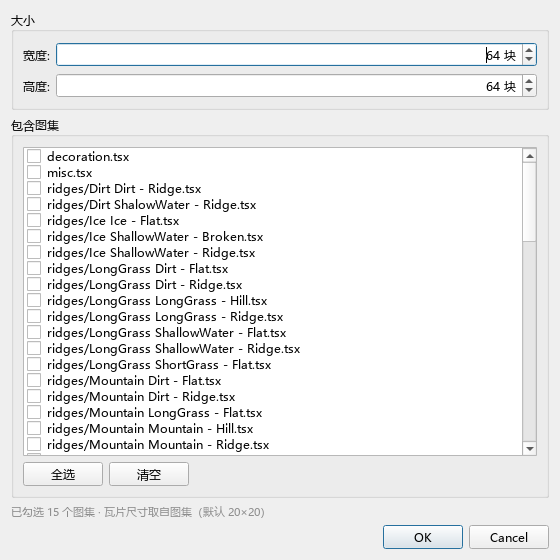 大小
宽度:
64 块
高度:
64 块
包含图集
decoration.tsx
misc.tsx
ridges/Dirt Dirt - Ridge.tsx
ridges/Dirt ShalowWater - Ridge.tsx
ridges/Ice Ice - Flat.tsx
ridges/Ice ShallowWater - Broken.tsx
ridges/Ice ShallowWater - Ridge.tsx
ridges/LongGrass Dirt - Flat.tsx
ridges/LongGrass Dirt - Ridge.tsx
ridges/LongGrass LongGrass - Hill.tsx
ridges/LongGrass LongGrass - Ridge.tsx
ridges/LongGrass ShallowWater - Flat.tsx
ridges/LongGrass ShallowWater - Ridge.tsx
ridges/LongGrass ShortGrass - Flat.tsx
ridges/Mountain Dirt - Flat.tsx
ridges/Mountain Dirt - Ridge.tsx
ridges/Mountain LongGrass - Flat.tsx
ridges/Mountain Mountain - Hill.tsx
ridges/Mountain Mountain - Ridge.tsx
全选
清空
已勾选 15 个图集 · 瓦片尺寸取自图集（默认 20×20）
OK
Cancel